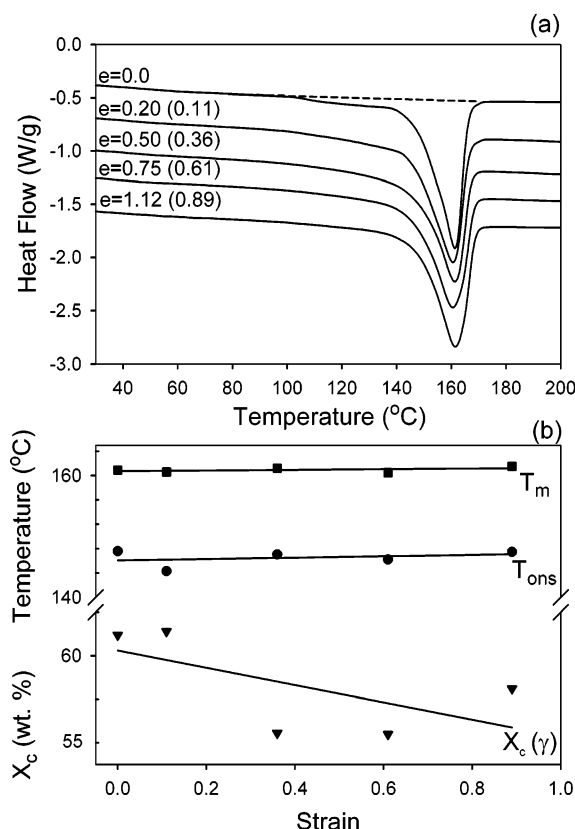 (a)
0.0
-0.5
-1.0
-1.5
-2.0
-2.5
-3.0
Heat Flow (W/g)
e=0.0
e=0.20 (0.11)
e=0.50 (0.36)
e=0.75 (0.61)
e=1.12 (0.89)
40 60 80 100 120 140 160 180 200
Temperature (°C)
(b)
Temperature (°C)
160
140
Tm
Tons
Xc (wt. %)
60
55
Xc (γ)
0.0 0.2 0.4 0.6 0.8 1.0
Strain